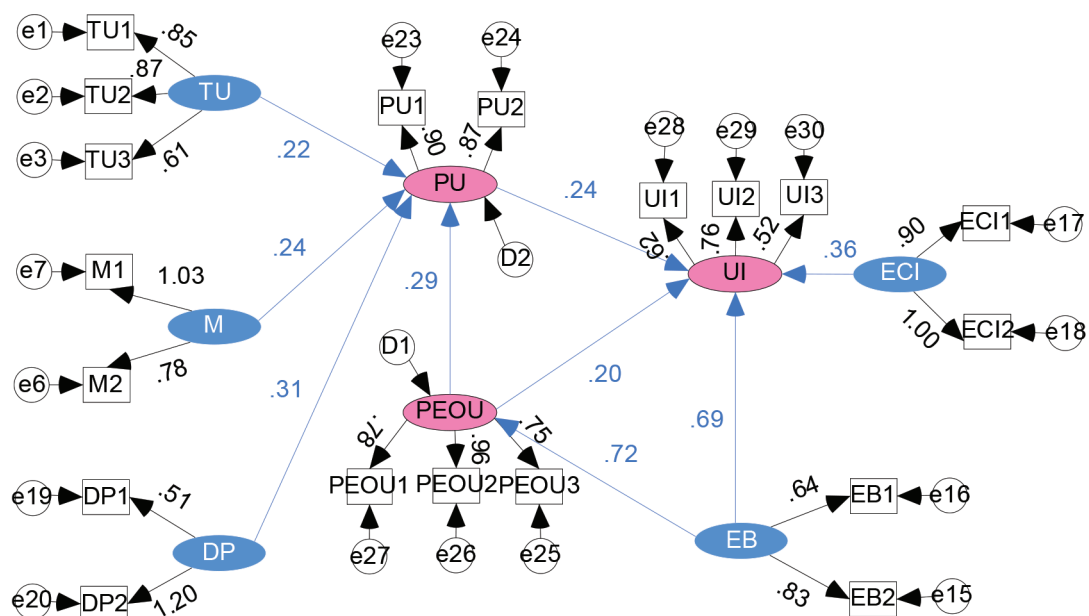 e1
TU1
.85
e2
TU2
.87
TU
e3
TU3
.61
.22
e23
e24
PU1
PU2
.90
.87
PU
D2
.24
e28
e29
e30
UI1
UI2
UI3
.62
.76
.52
UI
.36
ECI
.90
ECI1
e17
1.00
ECI2
e18
e7
M1
1.03
M
.24
e6
M2
.78
.29
D1
PEOU
.20
.31
.78
.96
.75
PEOU1
PEOU2
PEOU3
e27
e26
e25
.72
.69
e19
DP1
.51
DP
e20
DP2
1.20
EB
.64
EB1
e16
.83
EB2
e15